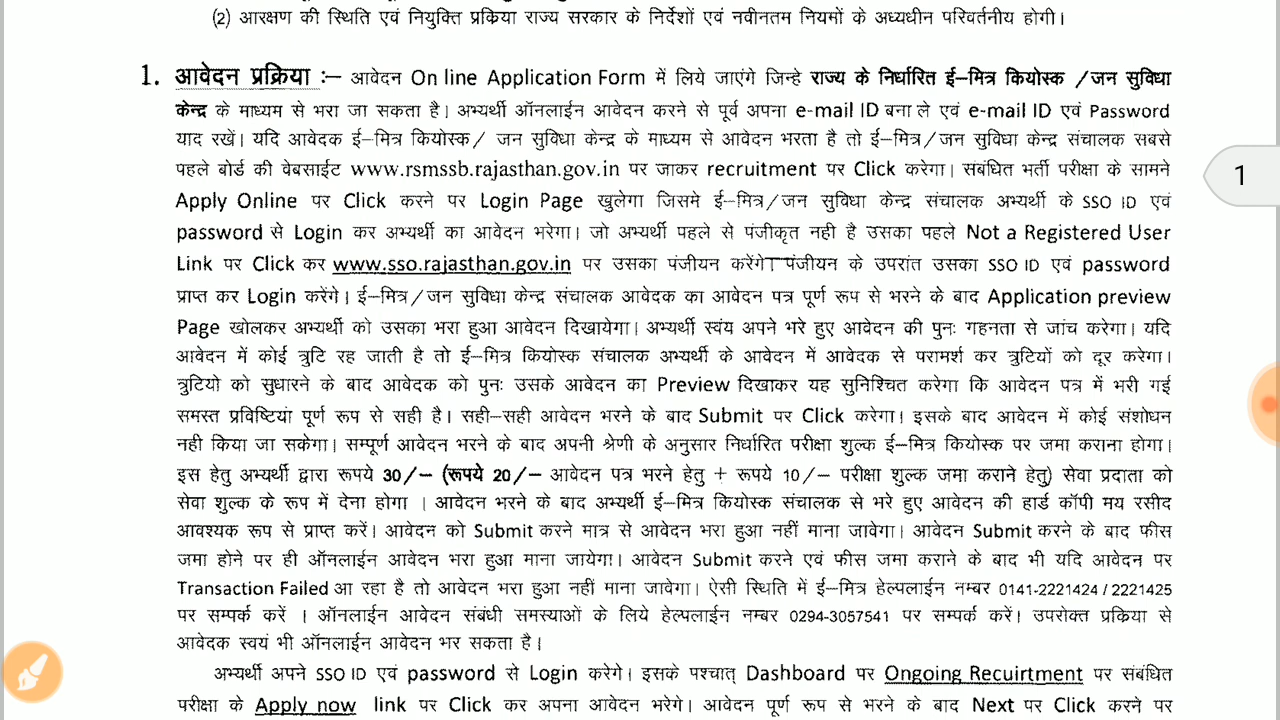 (2) आरक्षण की स्थिति एवं नियुक्ति प्रक्रिया राज्य सरकार के निर्देशों एवं नवीनतम नियमों के अध्यधीन परिवर्तनीय होगी।
1. आवेदन प्रक्रिया :– आवेदन On line Application Form में लिये जाएंगे जिन्हे राज्य के निर्धारित ई–मित्र कियोस्क /जन सुविधा
केन्द्र के माध्यम से भरा जा सकता है। अभ्यर्थी ऑनलाईन आवेदन करने से पूर्व अपना e-mail ID बना ले एवं e-mail ID एवं Password
याद रखें। यदि आवेदक ई–मित्र कियोस्क/ जन सुविधा केन्द्र के माध्यम से आवेदन भरता है तो ई–मित्र/जन सुविधा केन्द्र संचालक सबसे
पहले बोर्ड की वेबसाईट www.rsmssb.rajasthan.gov.in पर जाकर recruitment पर Click करेगा। संबंधित भर्ती परीक्षा के सामने
Apply Online पर Click करने पर Login Page खुलेगा जिसमे ई–मित्र/जन सुविधा केन्द्र संचालक अभ्यर्थी के SSO ID एवं
password से Login कर अभ्यर्थी का आवेदन भरेगा। जो अभ्यर्थी पहले से पंजीकृत नही है उसका पहले Not a Registered User
Link पर Click कर www.sso.rajasthan.gov.in पर उसका पंजीयन करेंगे। पंजीयन के उपरांत उसका SSO ID एवं password
प्राप्त कर Login करेंगे। ई–मित्र/जन सुविधा केन्द्र संचालक आवेदक का आवेदन पत्र पूर्ण रूप से भरने के बाद Application preview
Page खोलकर अभ्यर्थी को उसका भरा हुआ आवेदन दिखायेगा। अभ्यर्थी स्वंय अपने भरे हुए आवेदन की पुनः गहनता से जांच करेगा। यदि
आवेदन में कोई त्रुटि रह जाती है तो ई–मित्र कियोस्क संचालक अभ्यर्थी के आवेदन में आवेदक से परामर्श कर त्रुटियों को दूर करेगा।
त्रुटियो को सुधारने के बाद आवेदक को पुनः उसके आवेदन का Preview दिखाकर यह सुनिश्चित करेगा कि आवेदन पत्र में भरी गई
समस्त प्रविष्टियां पूर्ण रूप से सही है। सही–सही आवेदन भरने के बाद Submit पर Click करेगा। इसके बाद आवेदन में कोई संशोधन
नही किया जा सकेगा। सम्पूर्ण आवेदन भरने के बाद अपनी श्रेणी के अनुसार निर्धारित परीक्षा शुल्क ई–मित्र कियोस्क पर जमा कराना होगा।
इस हेतु अभ्यर्थी द्वारा रूपये 30/– (रूपये 20/– आवेदन पत्र भरने हेतु + रूपये 10/– परीक्षा शुल्क जमा कराने हेतु) सेवा प्रदाता को
सेवा शुल्क के रूप में देना होगा । आवेदन भरने के बाद अभ्यर्थी ई–मित्र कियोस्क संचालक से भरे हुए आवेदन की हार्ड कॉपी मय रसीद
आवश्यक रूप से प्राप्त करें। आवेदन को Submit करने मात्र से आवेदन भरा हुआ नहीं माना जावेगा। आवेदन Submit करने के बाद फीस
जमा होने पर ही ऑनलाईन आवेदन भरा हुआ माना जायेगा। आवेदन Submit करने एवं फीस जमा कराने के बाद भी यदि आवेदन पर
Transaction Failed आ रहा है तो आवेदन भरा हुआ नहीं माना जावेगा। ऐसी स्थिति में ई–मित्र हेल्पलाईन नम्बर 0141-2221424 / 2221425
पर सम्पर्क करें । ऑनलाईन आवेदन संबंधी समस्याओं के लिये हेल्पलाईन नम्बर 0294-3057541 पर सम्पर्क करें। उपरोक्त प्रक्रिया से
आवेदक स्वयं भी ऑनलाईन आवेदन भर सकता है।
अभ्यर्थी अपने SSO ID एवं password से Login करेगे। इसके पश्चात् Dashboard पर Ongoing Recuirtment पर संबंधित
परीक्षा के Apply now link पर Click कर अपना आवेदन भरेगे। आवेदन पूर्ण रूप से भरने के बाद Next पर Click करने पर
1